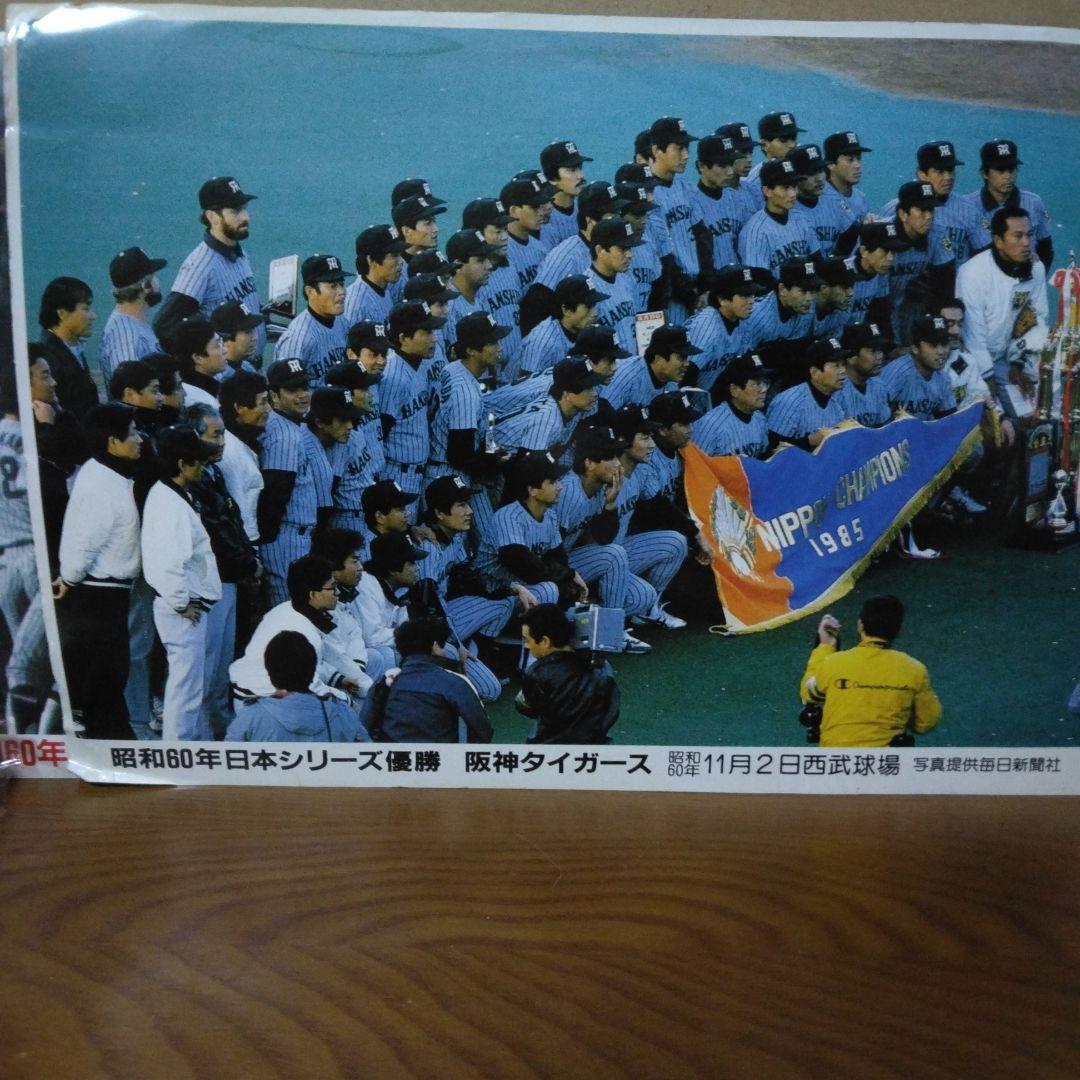 HANSHIN
NIPPON CHAMPIONS
1985
Champion
60年
昭和60年日本シリーズ優勝 阪神タイガース 昭和60年 11月2日西武球場 写真提供毎日新聞社